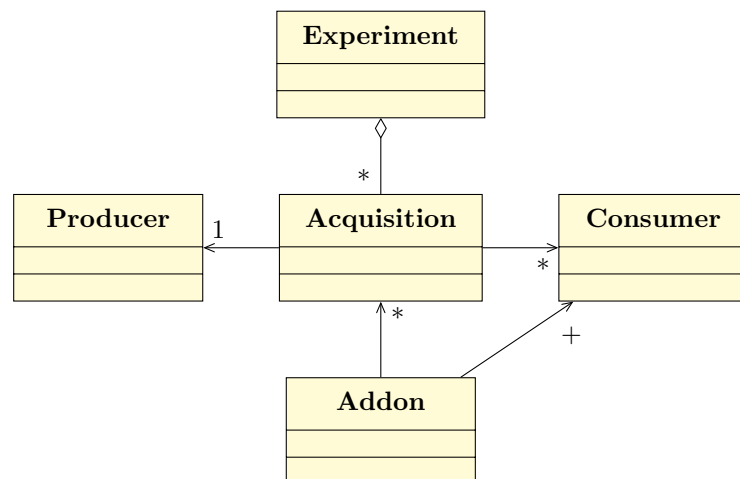 Experiment
*
Producer
1
Acquisition
*
Consumer
*
+
Addon